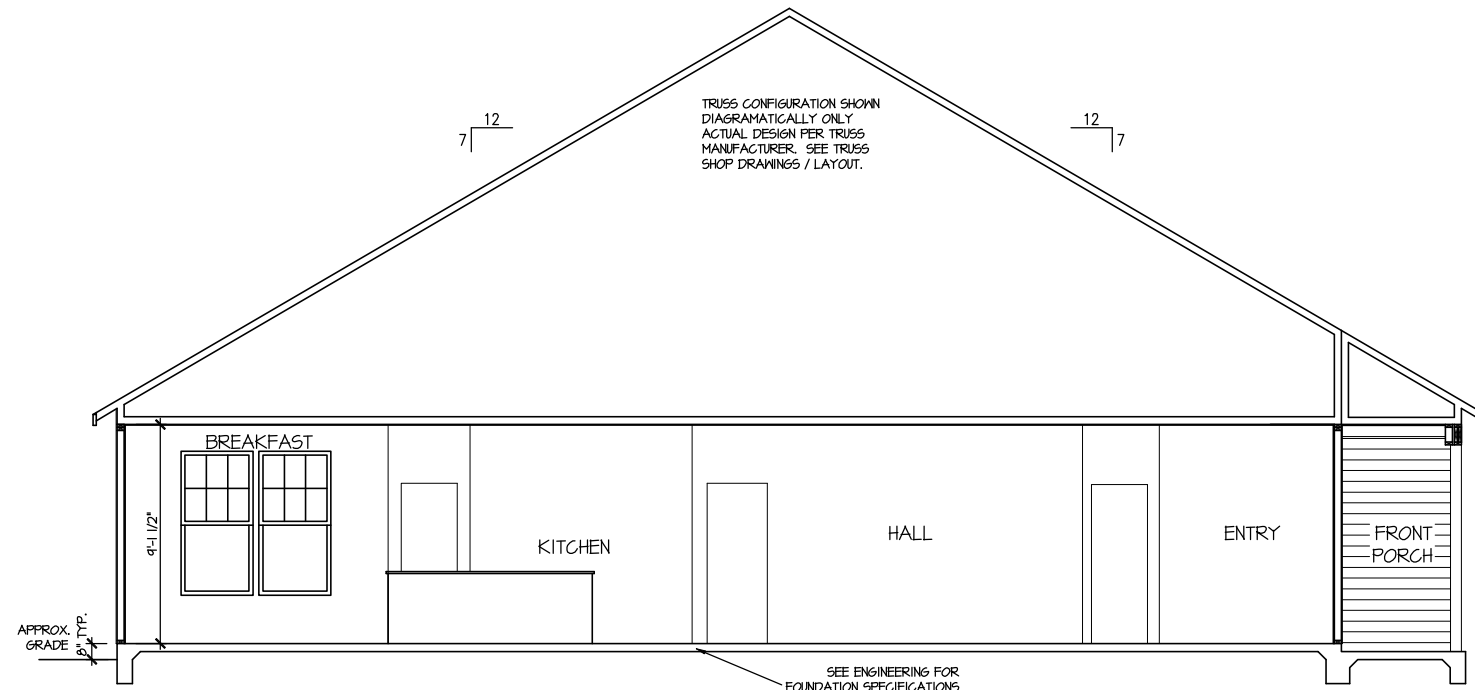 TRUSS CONFIGURATION SHOWN
DIAGRAMATICALLY ONLY
ACTUAL DESIGN PER TRUSS
MANUFACTURER. SEE TRUSS
SHOP DRAWINGS / LAYOUT.
12
7
12
7
BREAKFAST
9'-1 1/2"
KITCHEN
HALL
ENTRY
FRONT
PORCH
APPROX.
GRADE
8" TYP.
SEE ENGINEERING FOR
FOUNDATION SPECIFICATIONS